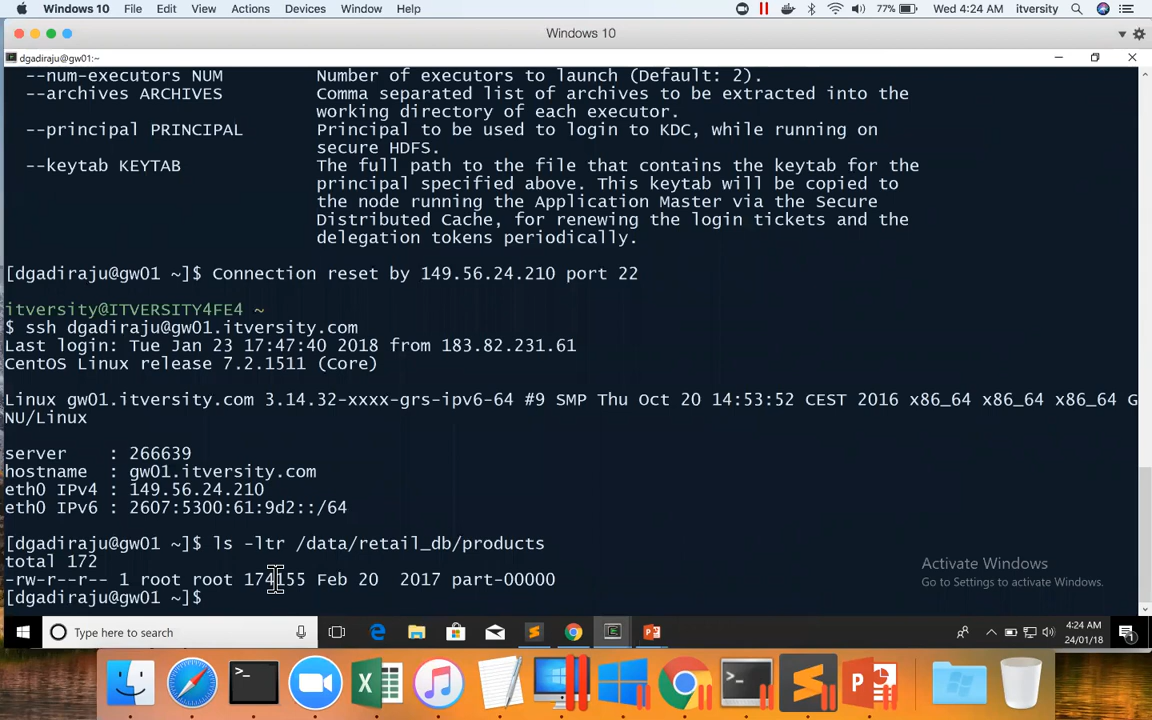 Windows 10 File Edit View Actions Devices Window Help 77% Wed 4:24 AM itversity
Windows 10
dgadiraju@gw01:~
--num-executors NUM Number of executors to launch (Default: 2).
--archives ARCHIVES Comma separated list of archives to be extracted into the
working directory of each executor.
--principal PRINCIPAL Principal to be used to login to KDC, while running on
secure HDFS.
--keytab KEYTAB The full path to the file that contains the keytab for the
principal specified above. This keytab will be copied to
the node running the Application Master via the Secure
Distributed Cache, for renewing the login tickets and the
delegation tokens periodically.
[dgadiraju@gw01 ~]$ Connection reset by 149.56.24.210 port 22
itversity@ITVERSITY4FE4 ~
$ ssh dgadiraju@gw01.itversity.com
Last login: Tue Jan 23 17:47:40 2018 from 183.82.231.61
CentOS Linux release 7.2.1511 (Core)
Linux gw01.itversity.com 3.14.32-xxxx-grs-ipv6-64 #9 SMP Thu Oct 20 14:53:52 CEST 2016 x86_64 x86_64 x86_64 G
NU/Linux
server : 266639
hostname : gw01.itversity.com
eth0 IPv4 : 149.56.24.210
eth0 IPv6 : 2607:5300:61:9d2::/64
[dgadiraju@gw01 ~]$ ls -ltr /data/retail_db/products
total 172
-rw-r--r-- 1 root root 174155 Feb 20 2017 part-00000
[dgadiraju@gw01 ~]$
Activate Windows
Go to Settings to activate Windows.
Type here to search
4:24 AM
24/01/18